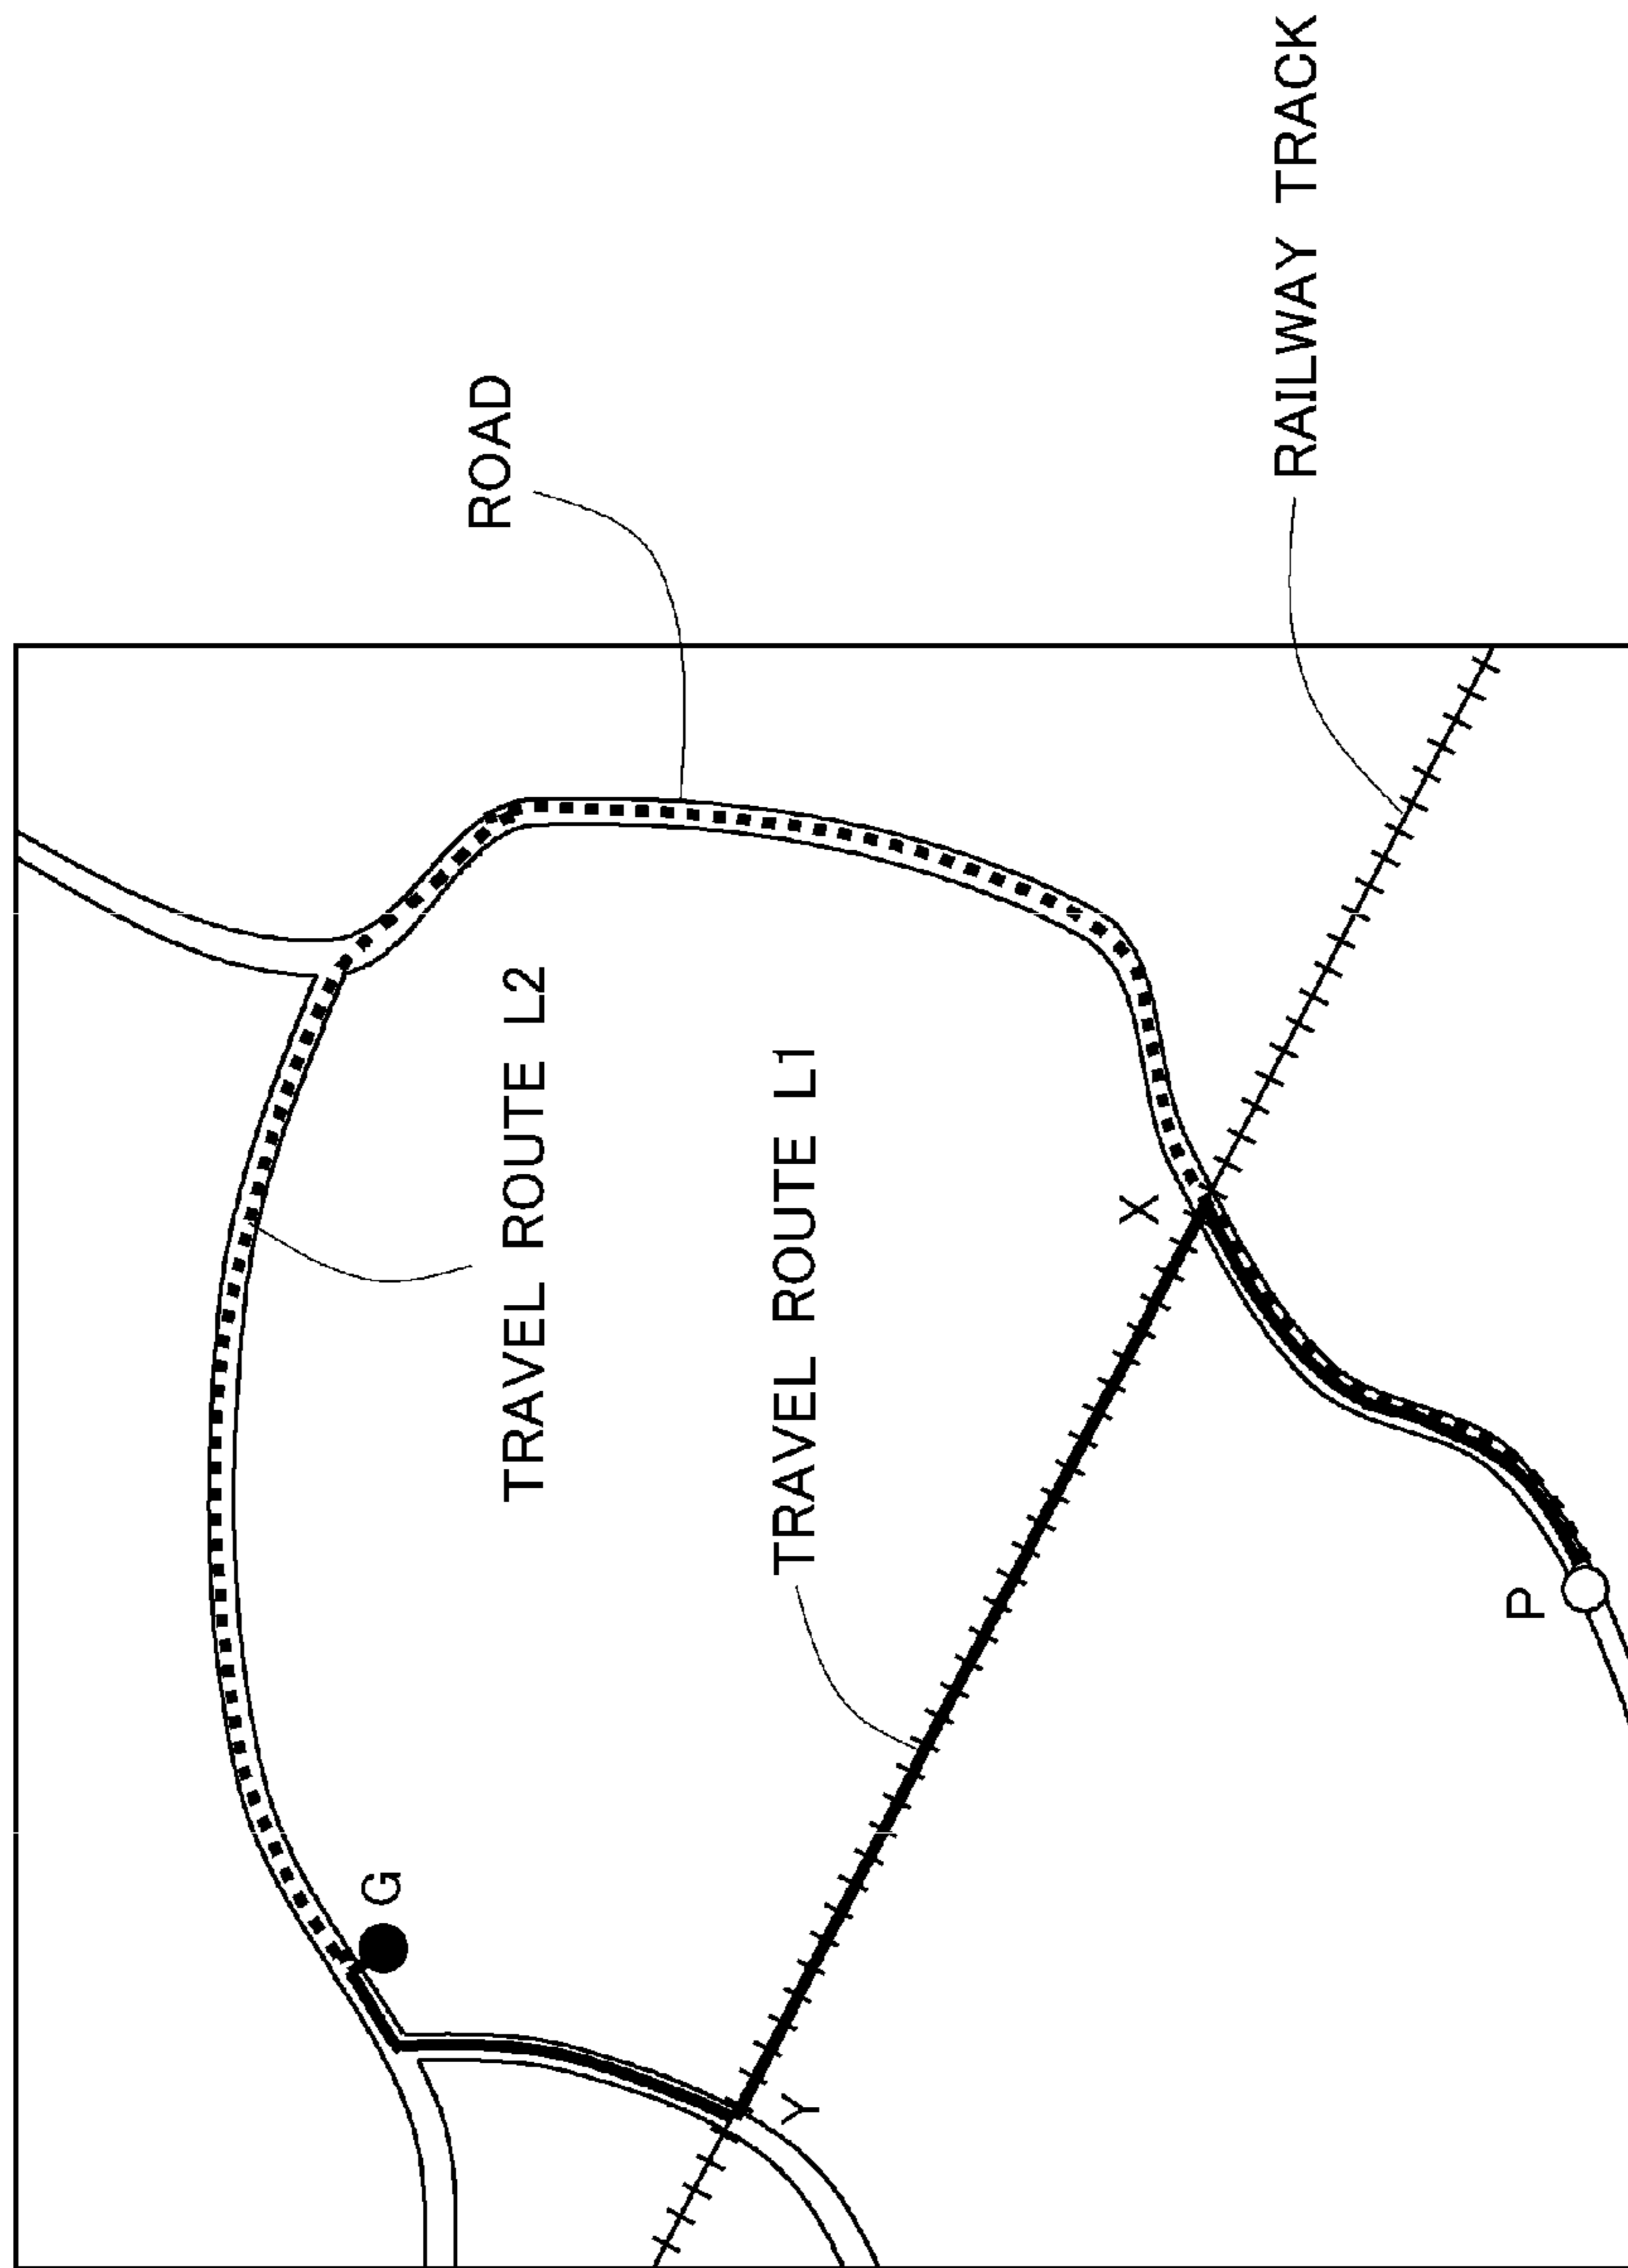 ROAD
RAILWAY TRACK
TRAVEL ROUTE L2
TRAVEL ROUTE L1
X
P
G
Y